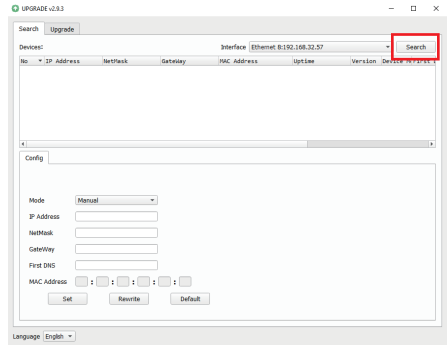 UPGRADE v2.9.3
Search Upgrade
Devices: Interface Ethernet 8:192.168.32.57 Search
No IP Address NetMask GateWay MAC Address Uptime Version Device N First
Config
Mode Manual
IP Address
NetMask
GateWay
First DNS
MAC Address : : : : :
Set Rewrite Default
Language English